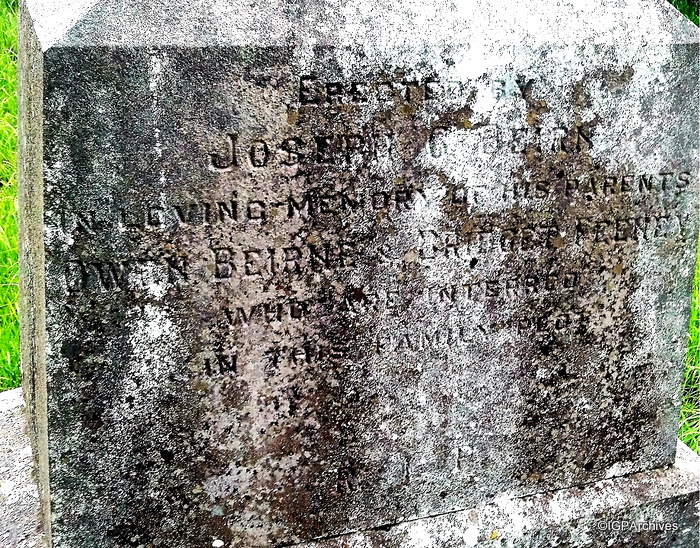 ERECTED BY
JOSEPH G BEIRN
IN LOVING MEMORY OF HIS PARENTS
OWEN BEIRNE & BRIDGET FEENEY
WHO ARE INTERRED
IN THIS FAMILY PLOT
R. I. P.
©IGPArchives